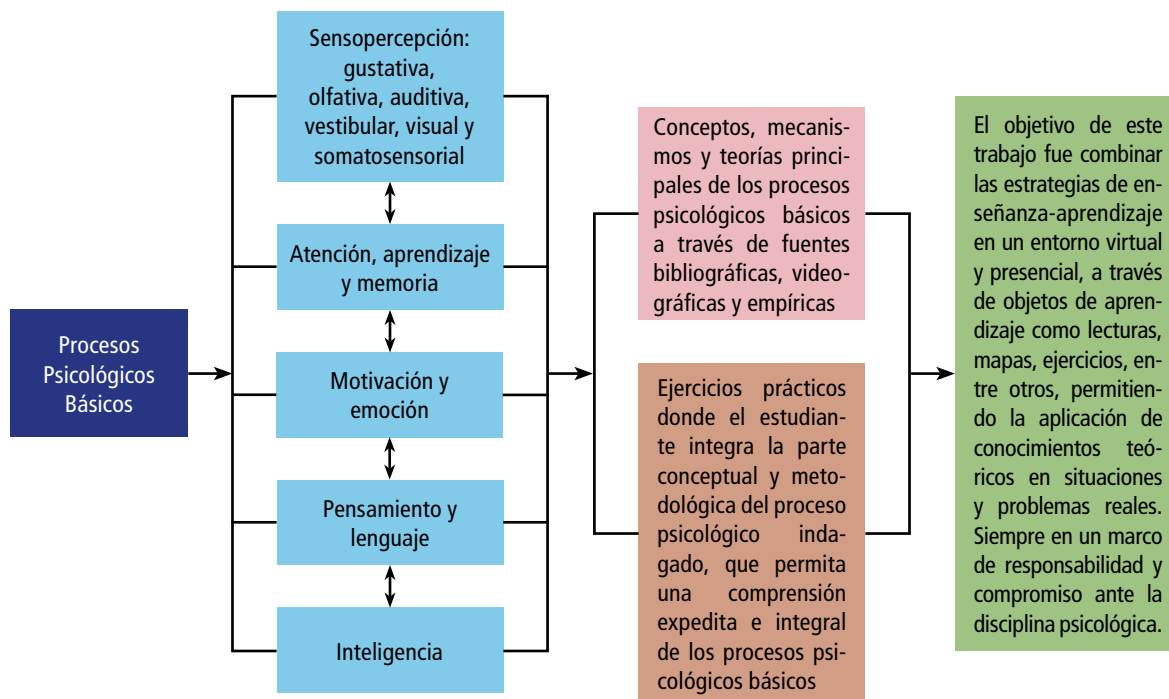 Procesos
Psicológicos
Básicos
Sensopercepción:
gustativa,
olfativa, auditiva,
vestibular, visual y
somatosensorial
Atención, aprendizaje
y memoria
Motivación y
emoción
Pensamiento y
lenguaje
Inteligencia
Conceptos, mecanis-
mos y teorías princi-
pales de los procesos
psicológicos básicos
a través de fuentes
bibliográficas, video-
gráficas y empíricas
Ejercicios prácticos
donde el estudian-
te integra la parte
conceptual y meto-
dológica del proceso
psicológico inda-
gado, que permita
una comprensión
expedita e integral
de los procesos psi-
cológicos básicos
El objetivo de este
trabajo fue combinar
las estrategias de en-
señanza-aprendizaje
en un entorno virtual
y presencial, a través
de objetos de apren-
dizaje como lecturas,
mapas, ejercicios, en-
tre otros, permitien-
do la aplicación de
conocimientos teó-
ricos en situaciones
y problemas reales.
Siempre en un marco
de responsabilidad y
compromiso ante la
disciplina psicológica.